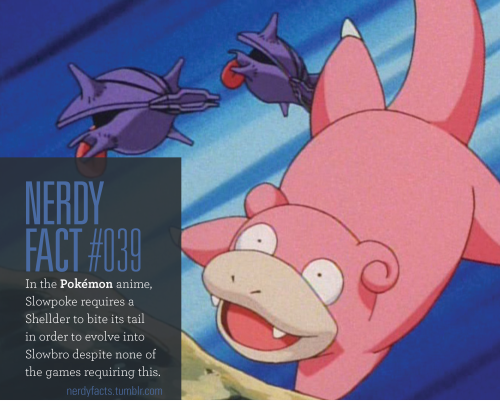 NERDY
FACT #039
In the Pokémon anime,
Slowpoke requires a
Shellder to bite its tail
in order to evolve into
Slowbro despite none of
the games requiring this.
nerdyfacts.tumblr.com